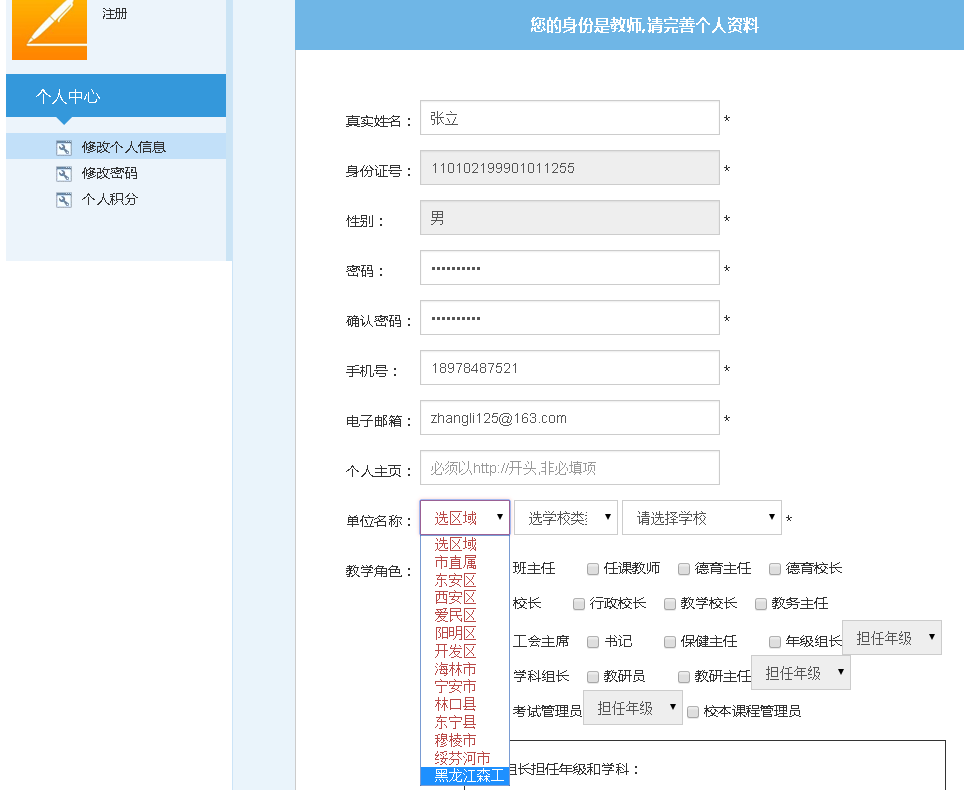 注册
您的身份是教师,请完善个人资料
个人中心
修改个人信息
修改密码
个人积分
真实姓名： 张立 *
身份证号： 110102199901011255 *
性别： 男 *
密码： •••••••••• *
确认密码： •••••••••• *
手机号： 18978487521 *
电子邮箱： zhangli125@163.com *
个人主页： 必须以http://开头,非必填项
单位名称： 选区域 选学校类 请选择学校 *
选区域
市直属
东安区
西安区
爱民区
阳明区
开发区
海林市
宁安市
林口县
东宁县
穆棱市
绥芬河市
黑龙江森工
教学角色： 班主任 任课教师 德育主任 德育校长
校长 行政校长 教学校长 教务主任
工会主席 书记 保健主任 年级组长 担任年级
学科组长 教研员 教研主任 担任年级
考试管理员 担任年级 校本课程管理员
组长担任年级和学科：